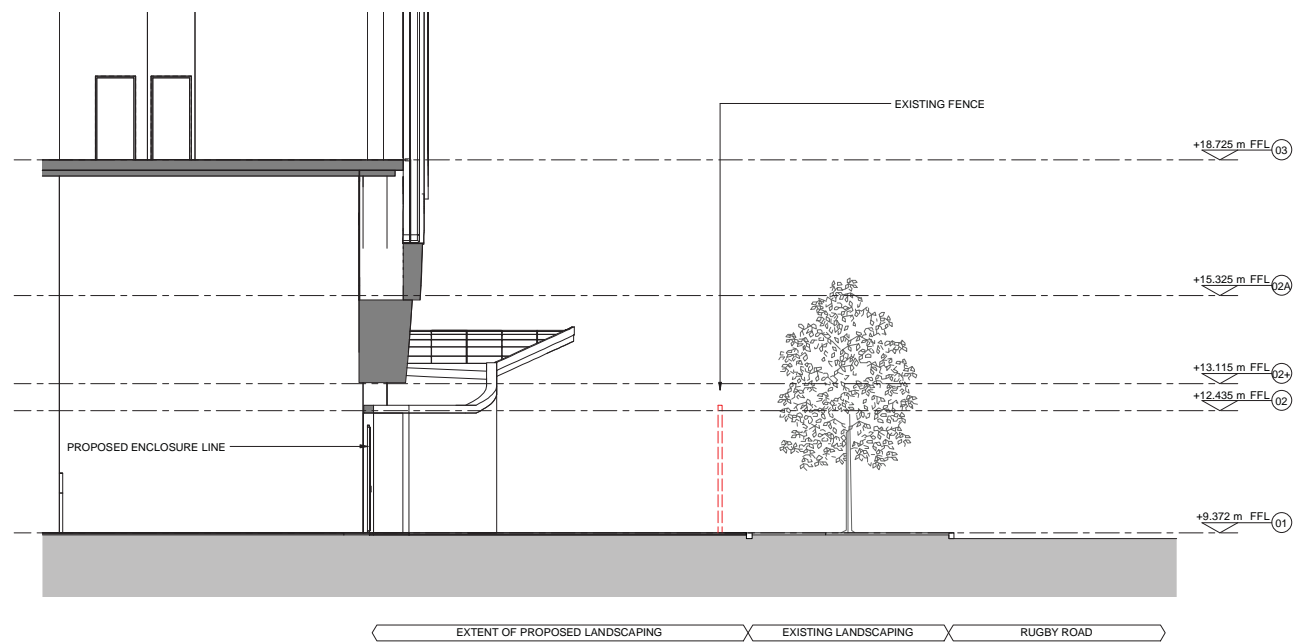 EXISTING FENCE
+18.725 m FFL 03
+15.325 m FFL 02A
+13.115 m FFL 02+
+12.435 m FFL 02
PROPOSED ENCLOSURE LINE
+9.372 m FFL 01
EXTENT OF PROPOSED LANDSCAPING EXISTING LANDSCAPING RUGBY ROAD